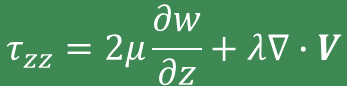 τ_zz = 2μ ∂w/∂z + λ∇ · V